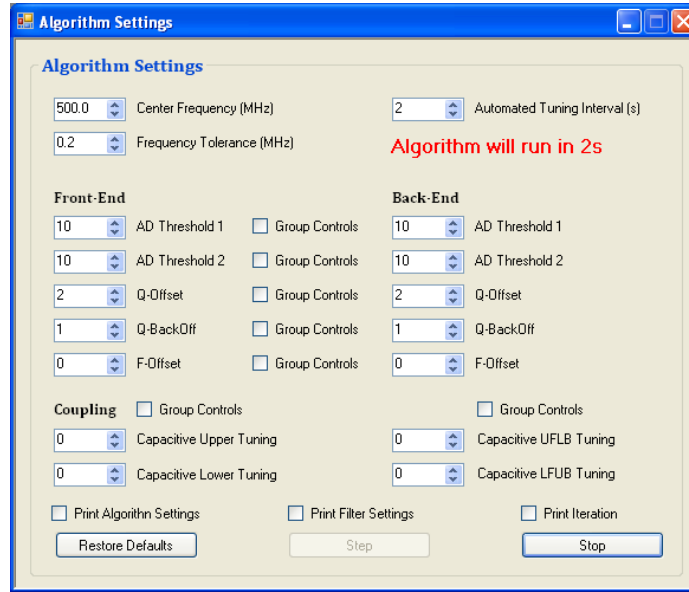 Algorithm Settings
Algorithm Settings
500.0 Center Frequency (MHz) 2 Automated Tuning Interval (s)
0.2 Frequency Tolerance (MHz) Algorithm will run in 2s
Front-End Back-End
10 AD Threshold 1 Group Controls 10 AD Threshold 1
10 AD Threshold 2 Group Controls 10 AD Threshold 2
2 Q-Offset Group Controls 2 Q-Offset
1 Q-BackOff Group Controls 1 Q-BackOff
0 F-Offset Group Controls 0 F-Offset
Coupling Group Controls Group Controls
0 Capacitive Upper Tuning 0 Capacitive UFLB Tuning
0 Capacitive Lower Tuning 0 Capacitive LFUB Tuning
Print Algorithn Settings Print Filter Settings Print Iteration
Restore Defaults Step Stop